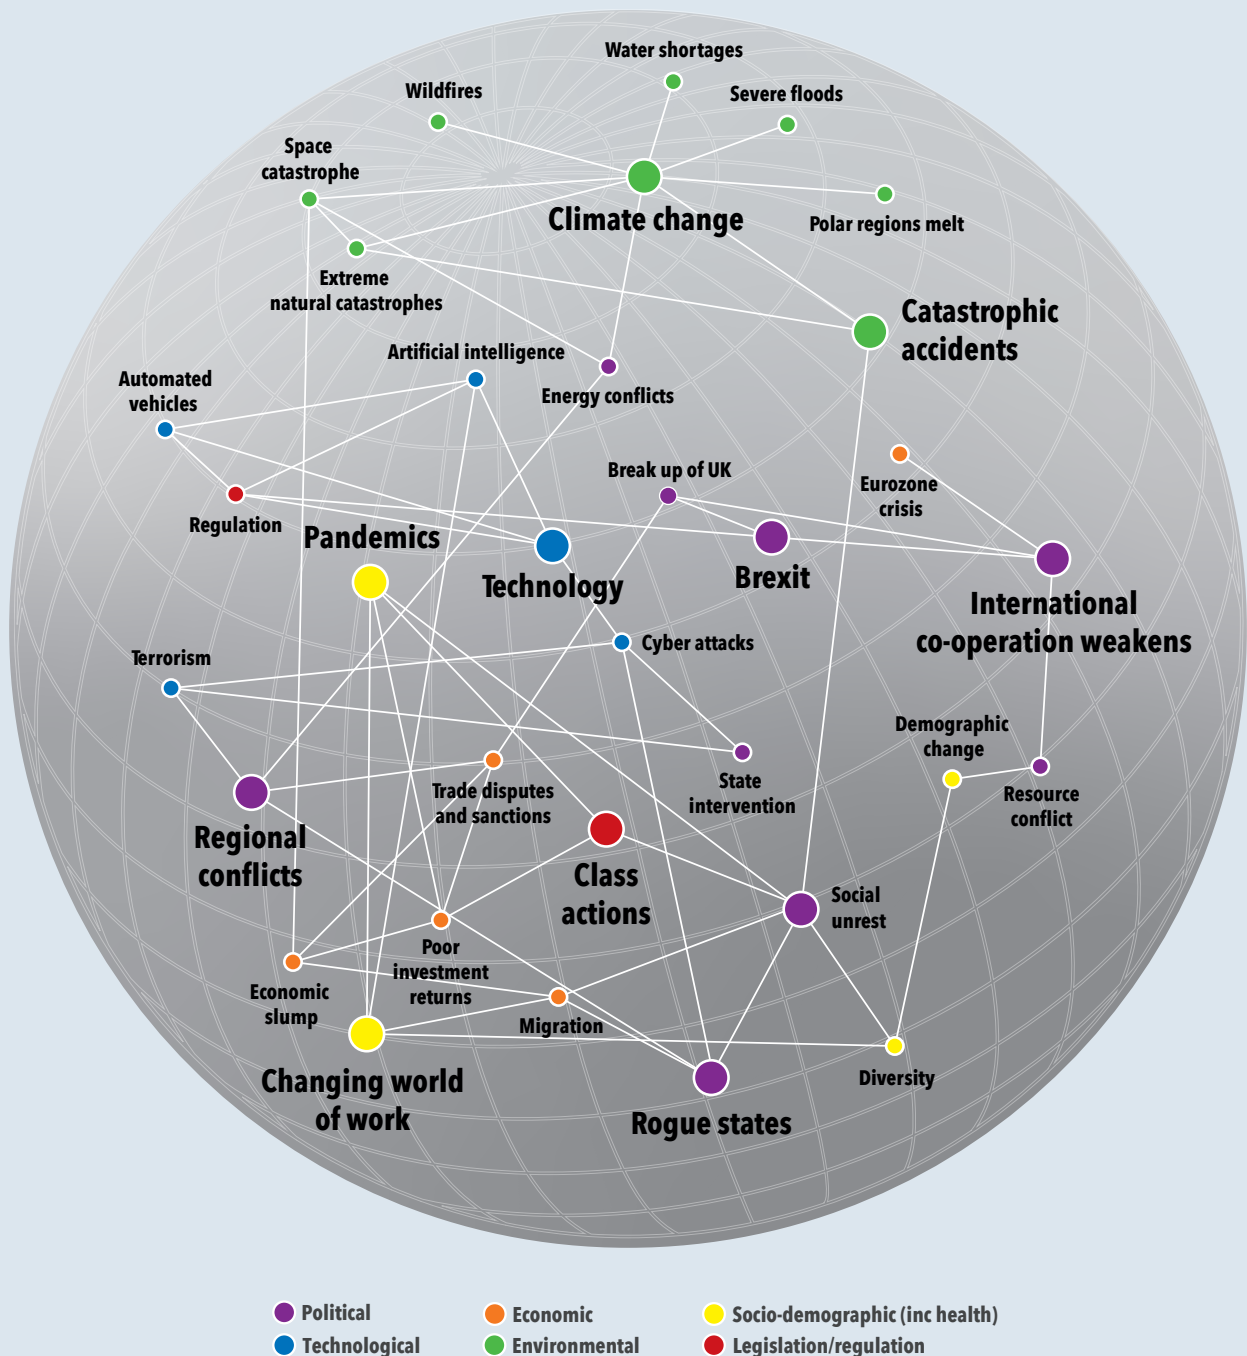 Water shortages
Wildfires
Severe floods
Space
catastrophe
Climate change
Polar regions melt
Extreme
natural catastrophes
Catastrophic
accidents
Artificial intelligence
Automated
vehicles
Energy conflicts
Break up of UK
Eurozone
crisis
Regulation
Pandemics
Technology
Brexit
International
co-operation weakens
Cyber attacks
Terrorism
Demographic
change
State
intervention
Trade disputes
and sanctions
Resource
conflict
Regional
conflicts
Class
actions
Social
unrest
Poor
investment
returns
Economic
slump
Migration
Changing world
of work
Rogue states
Diversity
Political
Economic
Socio-demographic (inc health)
Technological
Environmental
Legislation/regulation